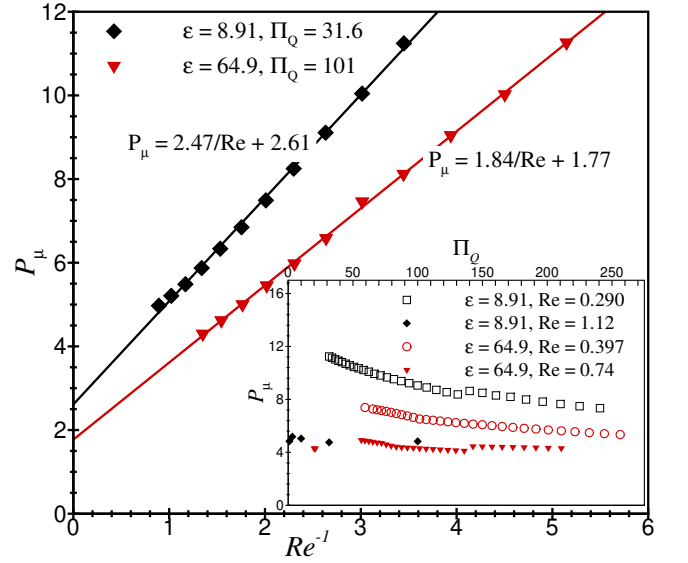 12
10
8
6
4
2
0
P_μ
ε = 8.91, Π_Q = 31.6
ε = 64.9, Π_Q = 101
P_μ = 2.47/Re + 2.61
P_μ = 1.84/Re + 1.77
Π_Q
0 50 100 150 200 250
16
12
8
4
0
P_μ
ε = 8.91, Re = 0.290
ε = 8.91, Re = 1.12
ε = 64.9, Re = 0.397
ε = 64.9, Re = 0.74
0 1 2 3 4 5 6
Re⁻¹